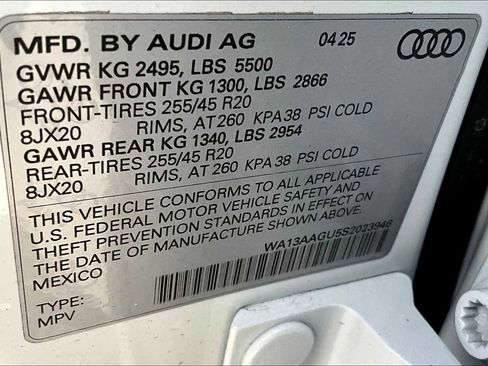 MFD. BY AUDI AG 04 25
GVWR KG 2495, LBS 5500
GAWR FRONT KG 1300, LBS 2866
FRONT-TIRES 255/45 R20
8JX20 RIMS, AT 260 KPA 38 PSI COLD
GAWR REAR KG 1340, LBS 2954
REAR-TIRES 255/45 R20
8JX20 RIMS, AT 260 KPA 38 PSI COLD
THIS VEHICLE CONFORMS TO ALL APPLICABLE
U.S. FEDERAL MOTOR VEHICLE SAFETY AND
THEFT PREVENTION STANDARDS IN EFFECT ON
THE DATE OF MANUFACTURE SHOWN ABOVE.
MEXICO
WA13AAGU5S2023946
TYPE:
MPV